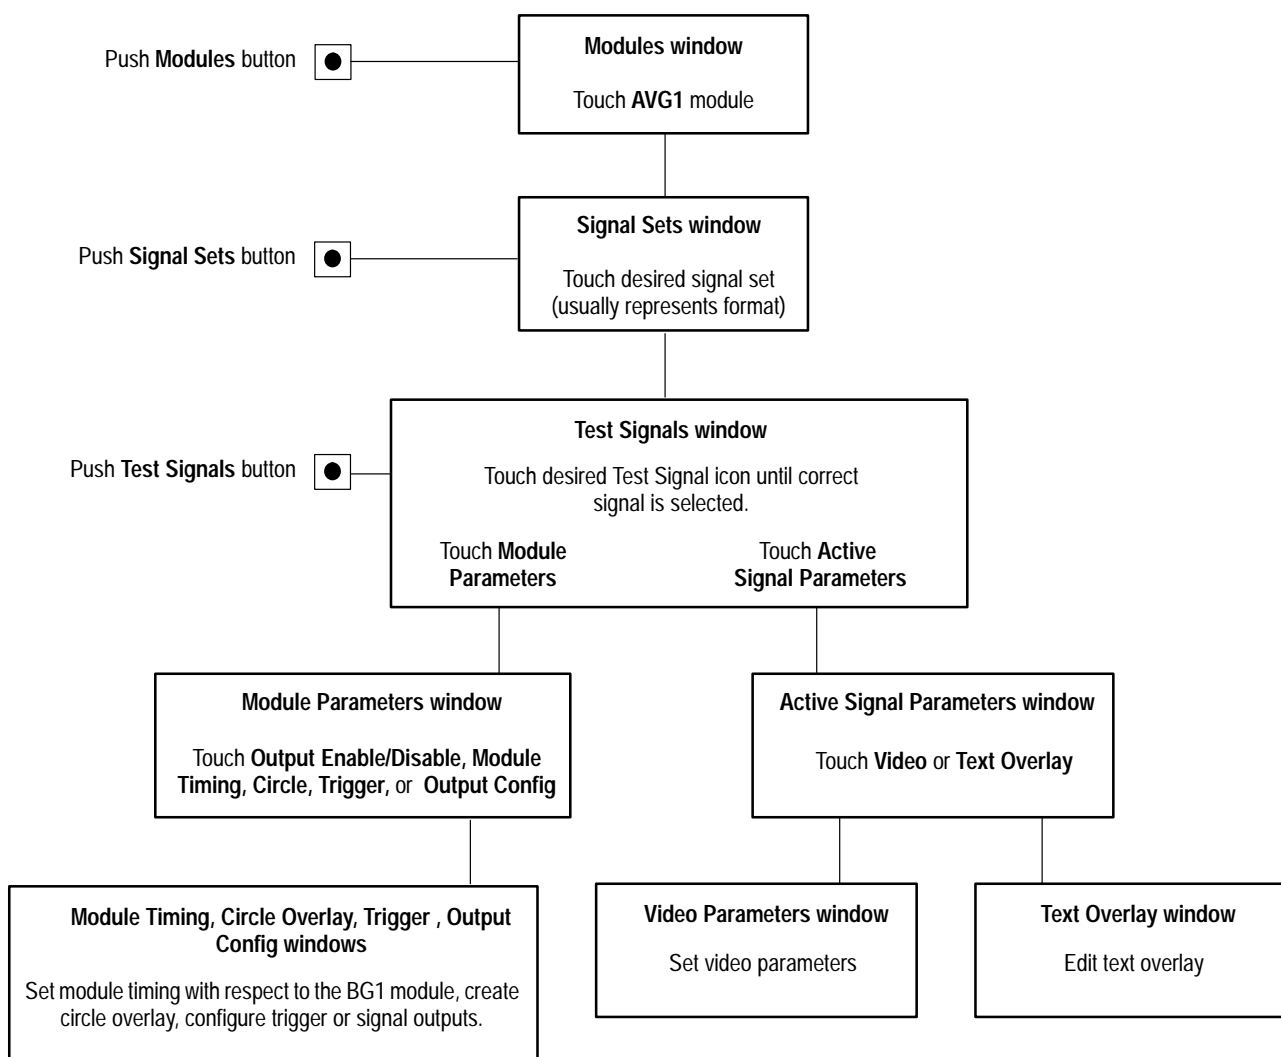 Push Modules button
Modules window
Touch AVG1 module
Push Signal Sets button
Signal Sets window
Touch desired signal set
(usually represents format)
Push Test Signals button
Test Signals window
Touch desired Test Signal icon until correct
signal is selected.
Touch Module
Parameters
Touch Active
Signal Parameters
Module Parameters window
Touch Output Enable/Disable, Module
Timing, Circle, Trigger, or Output Config
Active Signal Parameters window
Touch Video or Text Overlay
Module Timing, Circle Overlay, Trigger , Output
Config windows
Set module timing with respect to the BG1 module, create
circle overlay, configure trigger or signal outputs.
Video Parameters window
Set video parameters
Text Overlay window
Edit text overlay